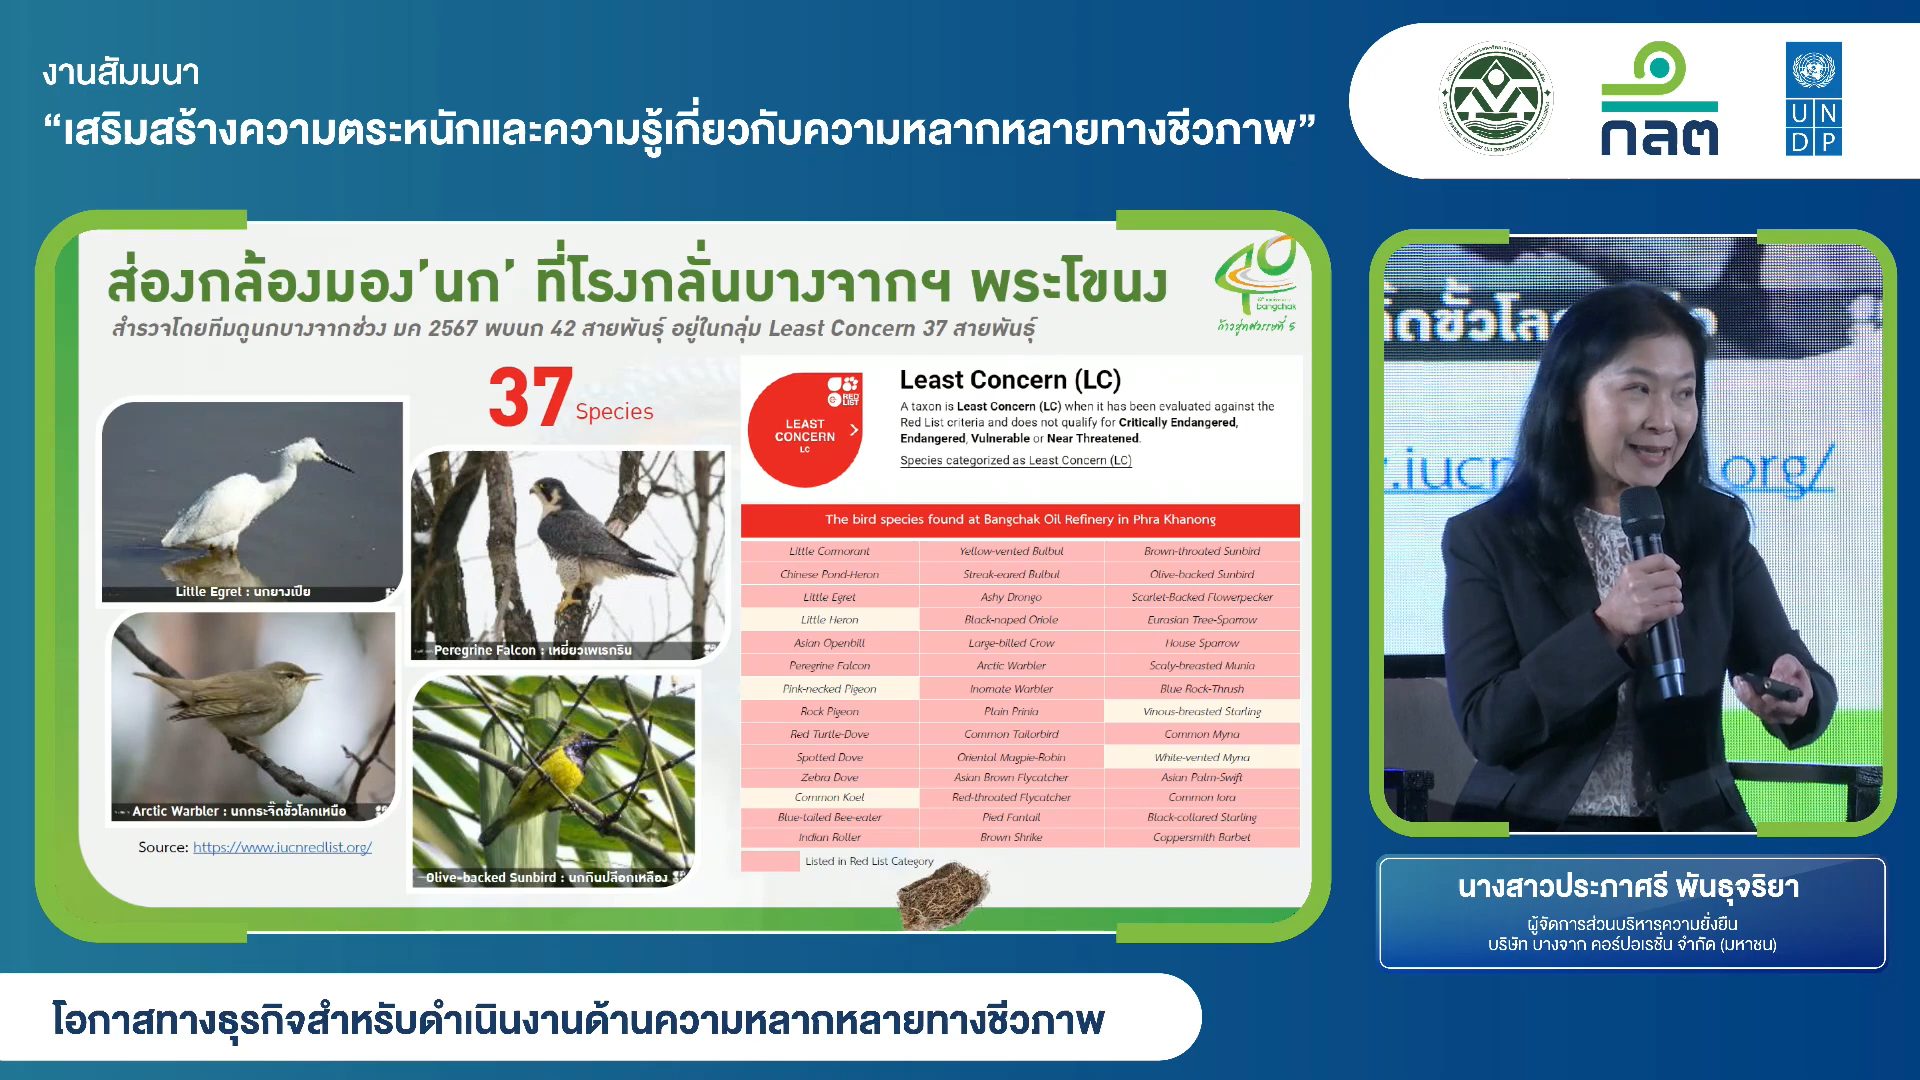 งานสัมมนา
“เสริมสร้างความตระหนักและความรู้เกี่ยวกับความหลากหลายทางชีวภาพ”
กลต
U N
D P
ส่องกล้องมอง'นก' ที่โรงกลั่นบางจากฯ พระโขนง
สำรวจโดยทีมดูนกบางจากช่วง มค 2567 พบนก 42 สายพันธุ์ อยู่ในกลุ่ม Least Concern 37 สายพันธุ์
bangchak
ก้าวสู่ทศวรรษที่ 5
37 Species
Little Egret : นกยางเปีย
Peregrine Falcon : เหยี่ยวเพเรกริน
Arctic Warbler : นกกระจิ๊ดขั้วโลกเหนือ
Olive-backed Sunbird : นกกินปลีอกเหลือง
Source: https://www.iucnredlist.org/
RED LIST
LEAST
CONCERN
LC
Least Concern (LC)
A taxon is Least Concern (LC) when it has been evaluated against the
Red List criteria and does not qualify for Critically Endangered,
Endangered, Vulnerable or Near Threatened.
Species categorized as Least Concern (LC)
The bird species found at Bangchak Oil Refinery in Phra Khanong
Little Cormorant Yellow-vented Bulbul Brown-throated Sunbird
Chinese Pond-Heron Streak-eared Bulbul Olive-backed Sunbird
Little Egret Ashy Drongo Scarlet-Backed Flowerpecker
Little Heron Black-naped Oriole Eurasian Tree-Sparrow
Asian Openbill Large-billed Crow House Sparrow
Peregrine Falcon Arctic Warbler Scaly-breasted Munia
Pink-necked Pigeon Inornate Warbler Blue Rock-Thrush
Rock Pigeon Plain Prinia Vinous-breasted Starling
Red Turtle-Dove Common Tailorbird Common Myna
Spotted Dove Oriental Magpie-Robin White-vented Myna
Zebra Dove Asian Brown Flycatcher Asian Palm-Swift
Common Koel Red-throated Flycatcher Common Iora
Blue-tailed Bee-eater Pied Fantail Black-collared Starling
Indian Roller Brown Shrike Coppersmith Barbet
Listed in Red List Category
org/
นางสาวประภาศรี พันธุจริยา
ผู้จัดการส่วนบริหารความยั่งยืน
บริษัท บางจาก คอร์ปอเรชั่น จำกัด (มหาชน)
โอกาสทางธุรกิจสำหรับดำเนินงานด้านความหลากหลายทางชีวภาพ